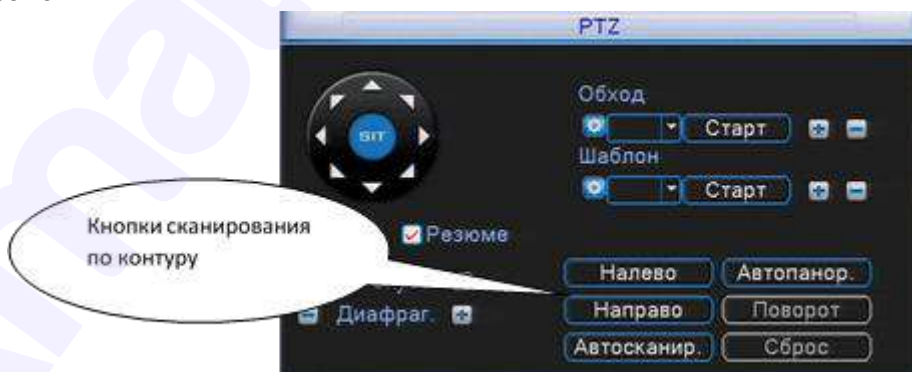 PTZ
Обход
SIT
Старт
Шаблон
Старт
Кнопки сканирования
по контуру
Резюме
Налево Автопанор.
Диафраг. Направо Поворот
Автосканир. Сброс